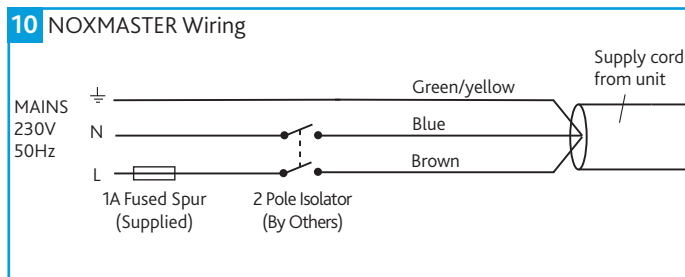 10 NOXMASTER Wiring
Supply cord
from unit
Green/yellow
MAINS
230V
50Hz
N
Blue
L
Brown
1A Fused Spur
(Supplied)
2 Pole Isolator
(By Others)